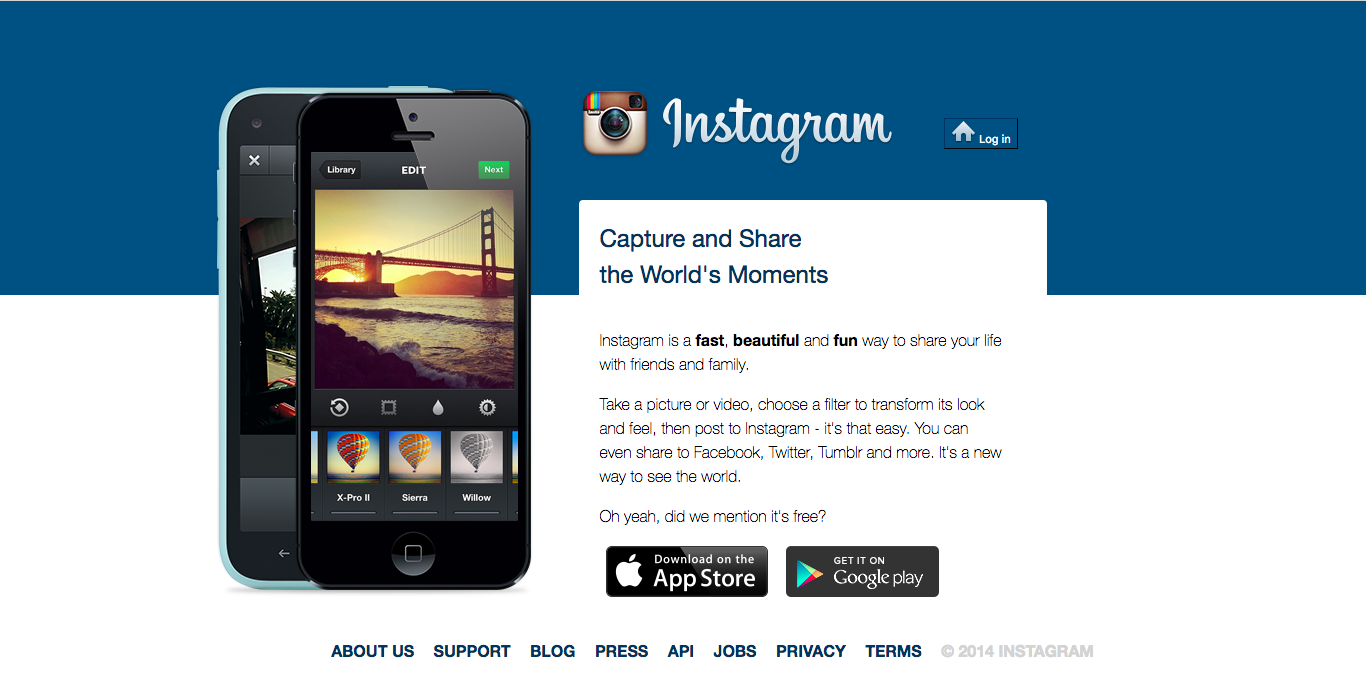 Instagram
Log in
Library
EDIT
Next
X-Pro II
Sierra
Willow
Capture and Share
the World's Moments
Instagram is a fast, beautiful and fun way to share your life
with friends and family.
Take a picture or video, choose a filter to transform its look
and feel, then post to Instagram - it's that easy. You can
even share to Facebook, Twitter, Tumblr and more. It's a new
way to see the world.
Oh yeah, did we mention it's free?
Download on the
App Store
GET IT ON
Google play
ABOUT US SUPPORT BLOG PRESS API JOBS PRIVACY TERMS © 2014 INSTAGRAM